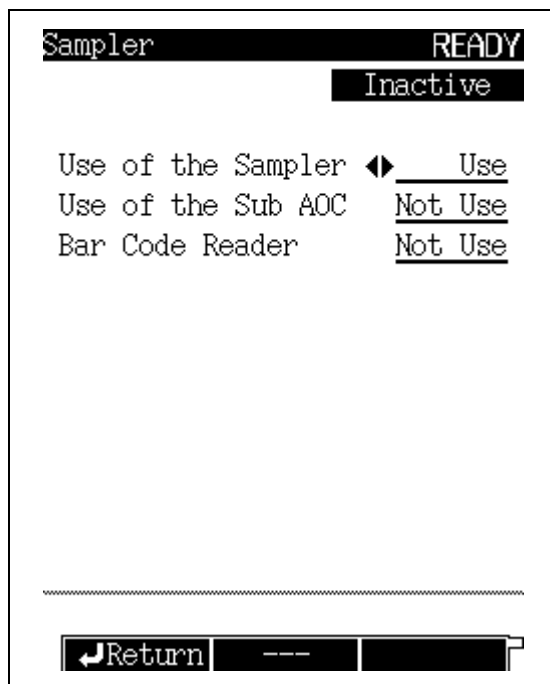 Sampler READY
Inactive
Use of the Sampler ◀▶ Use
Use of the Sub AOC Not Use
Bar Code Reader Not Use
↵Return ---